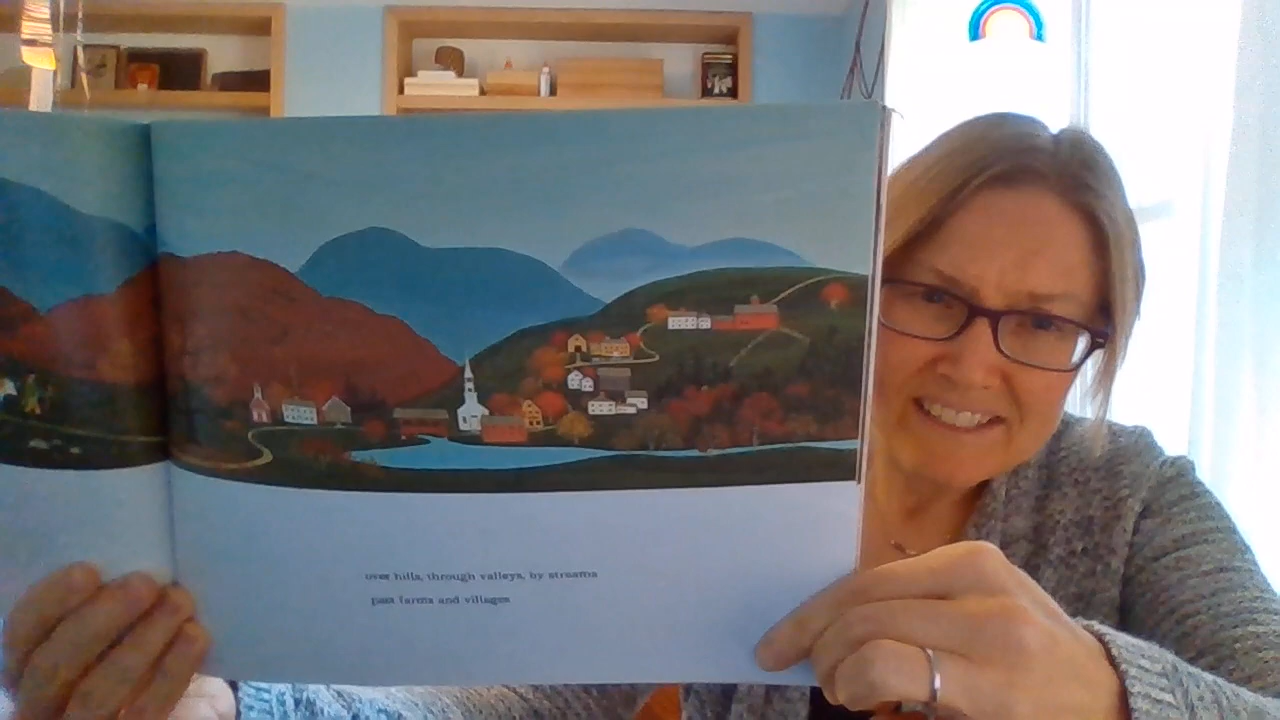 over hills, through valleys, by streams
past farms and villages